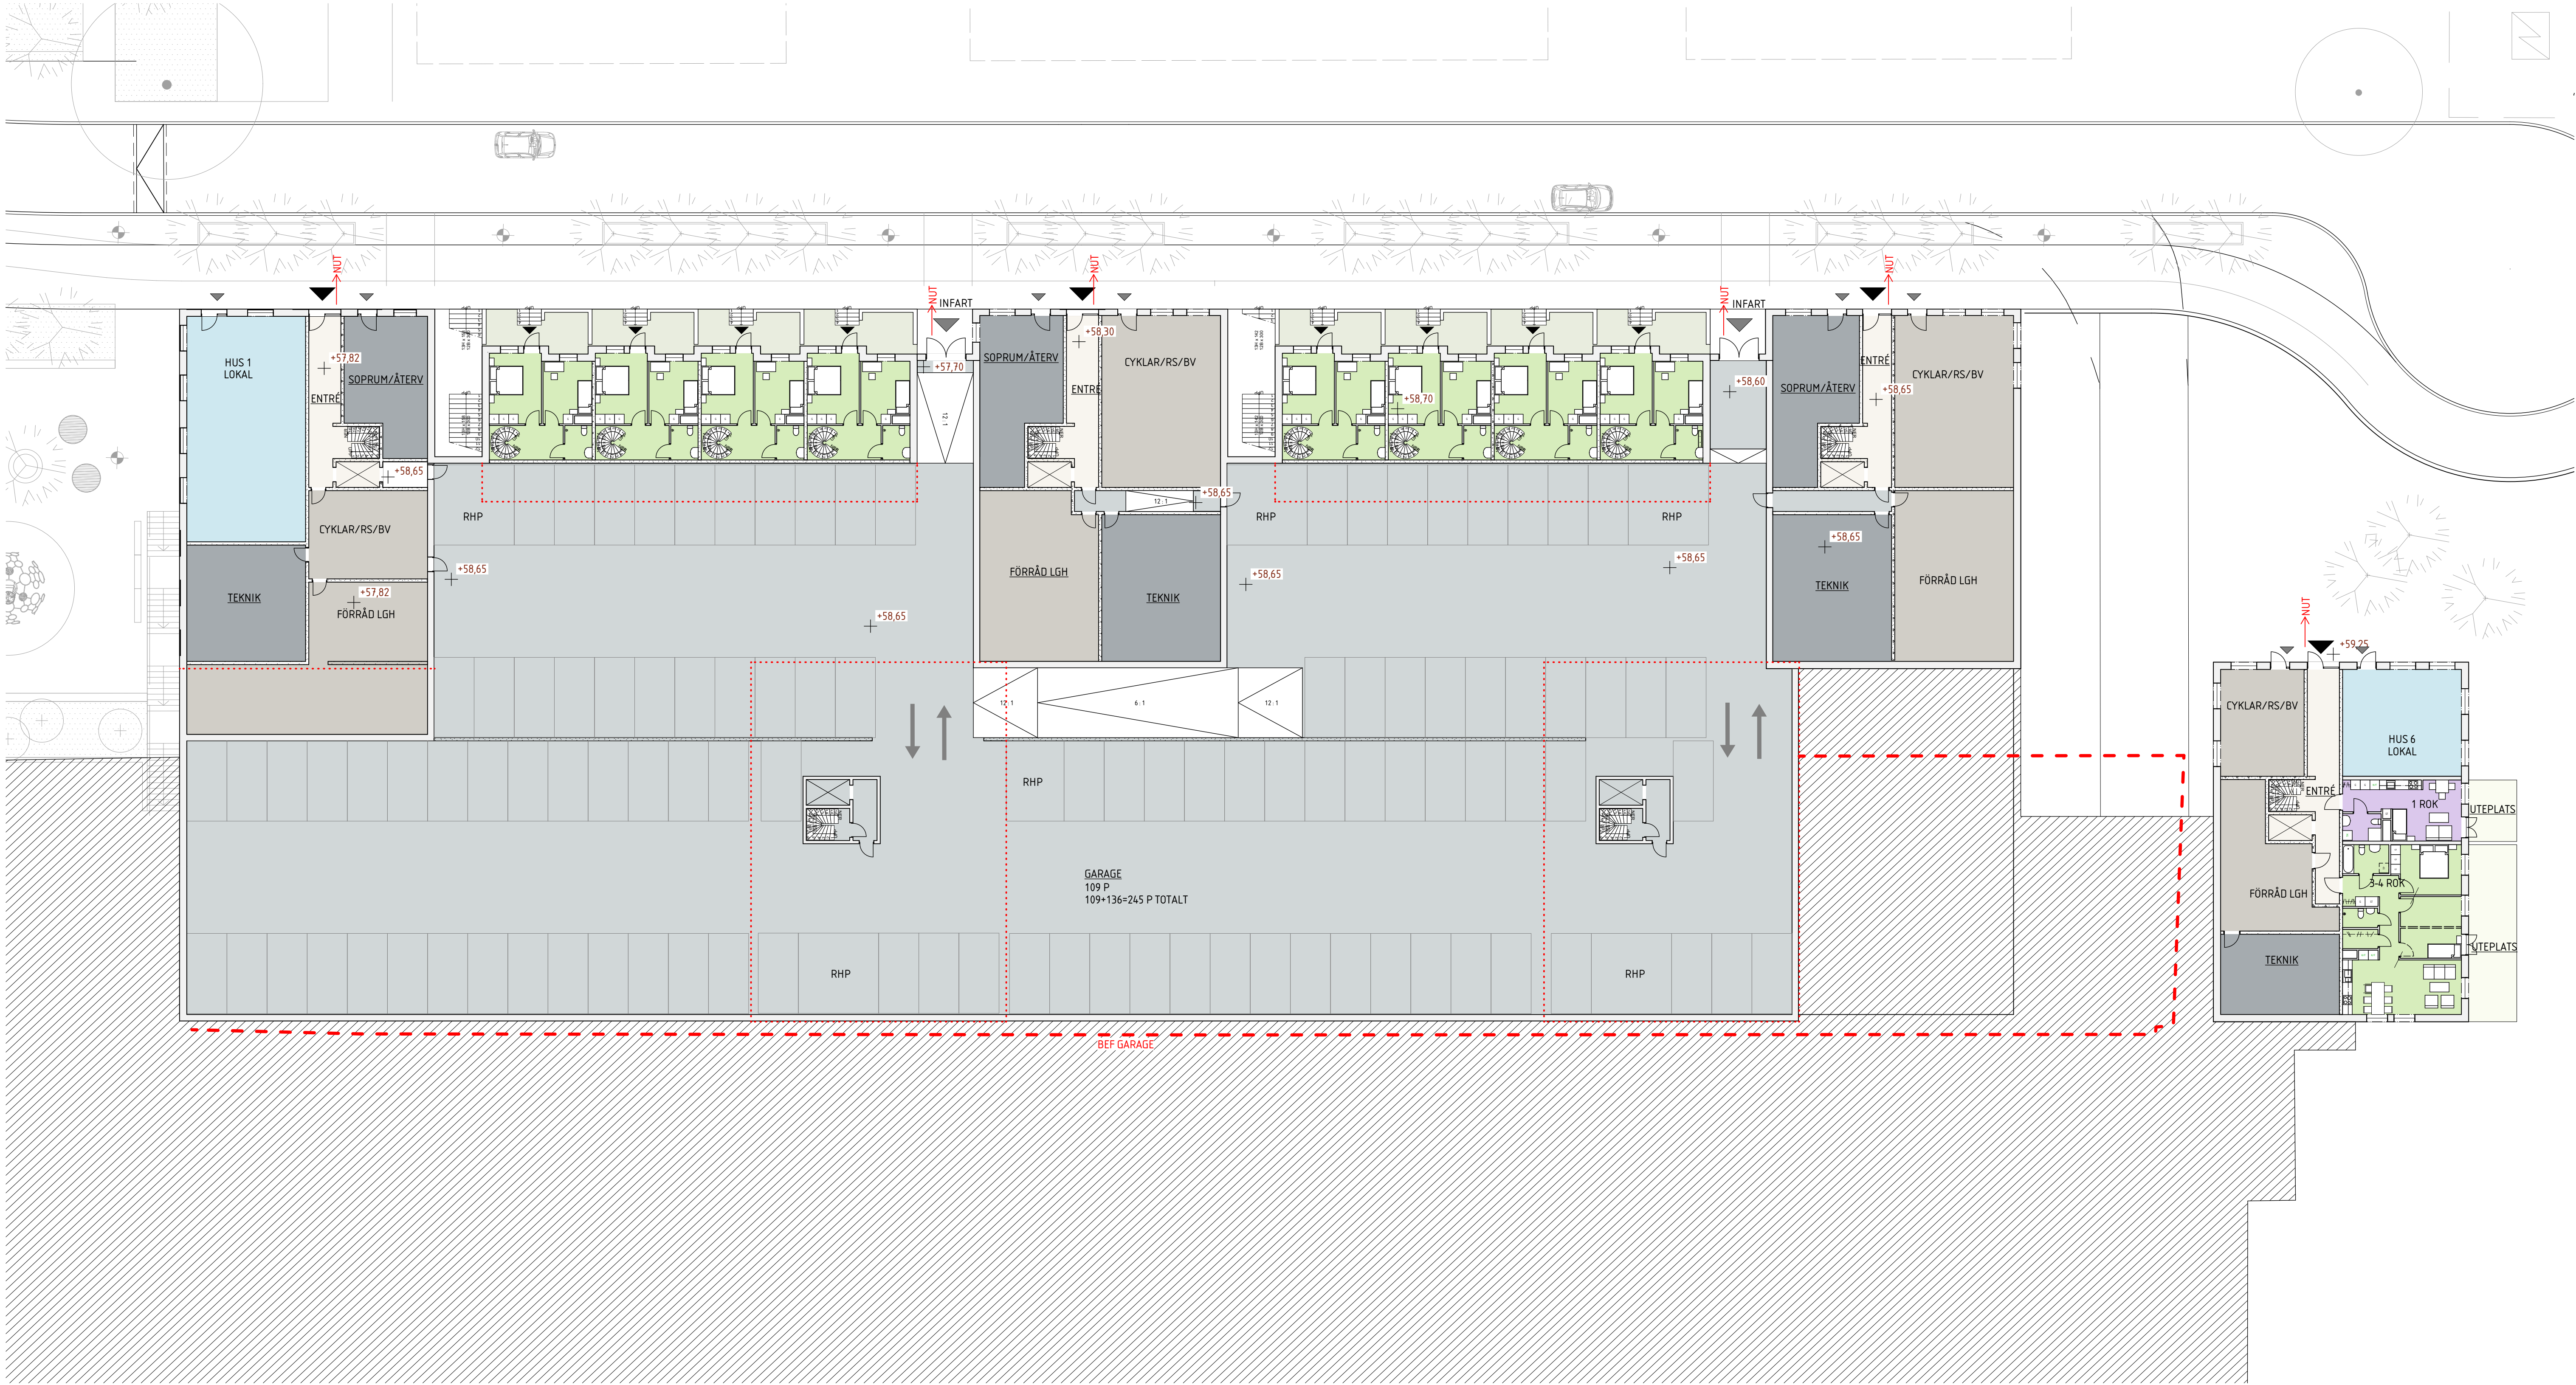 NUT
NUT
NUT
NUT
NUT
INFART
INFART
HUS 1
LOKAL
+57,82
ENTRÉ
SOPRUM/ÅTERV
+58,65
CYKLAR/RS/BV
TEKNIK
+57,82
FÖRRÅD LGH
+57,70
12 : 1
SOPRUM/ÅTERV
+58,30
ENTRÉ
CYKLAR/RS/BV
12 : 1
+58,65
FÖRRÅD LGH
TEKNIK
+58,70
+58,60
SOPRUM/ÅTERV
ENTRÉ
+58,65
CYKLAR/RS/BV
+58,65
TEKNIK
FÖRRÅD LGH
RHP
+58,65
+58,65
RHP
RHP
+58,65
+58,65
12 : 1
6 : 1
12 : 1
RHP
GARAGE
109 P
109+136=245 P TOTALT
RHP
RHP
BEF GARAGE
NUT
+59,25
CYKLAR/RS/BV
HUS 6
LOKAL
ENTRÉ
1 ROK
UTEPLATS
3-4 ROK
FÖRRÅD LGH
UTEPLATS
TEKNIK